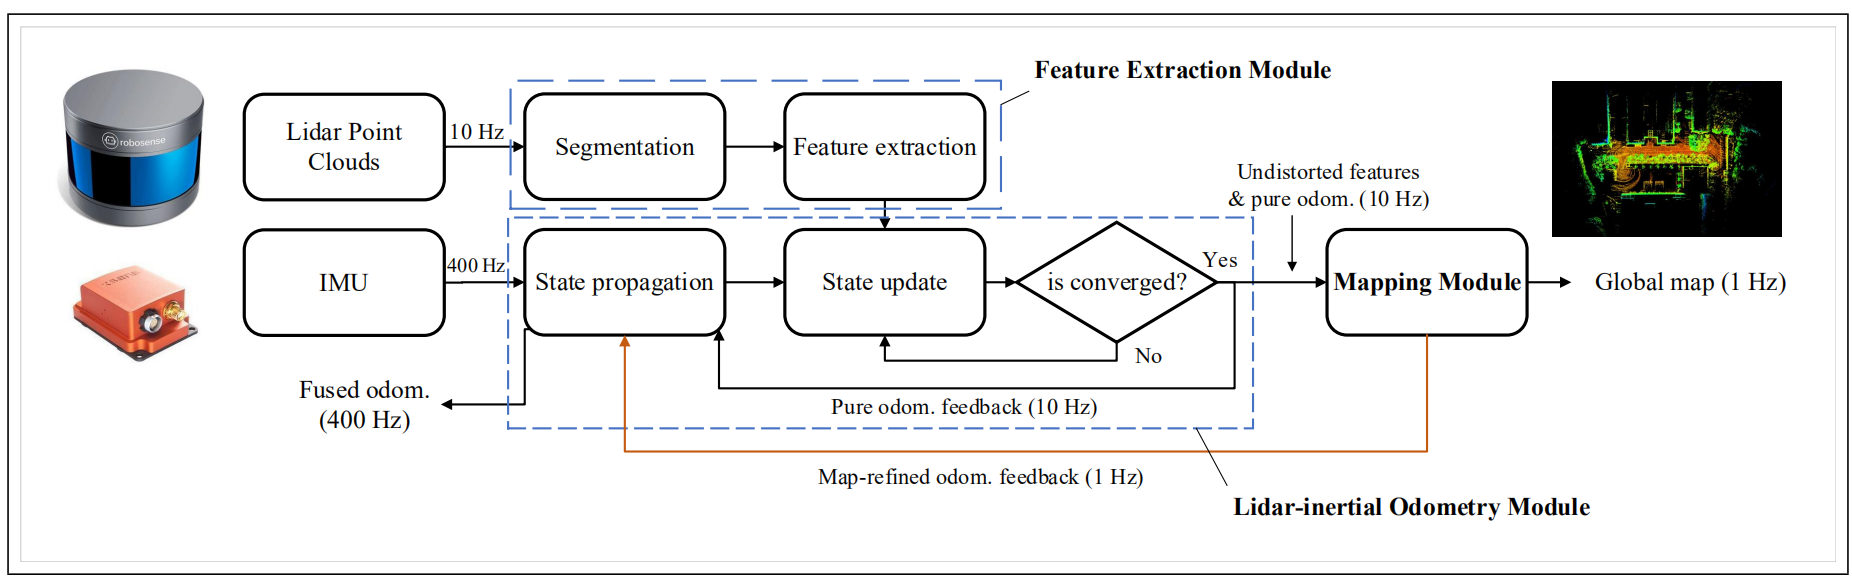 Feature Extraction Module
robosense
Lidar Point
Clouds
10 Hz
Segmentation
Feature extraction
Undistorted features
& pure odom. (10 Hz)
IMU
400 Hz
State propagation
State update
is converged?
Yes
No
Mapping Module
Global map (1 Hz)
Fused odom.
(400 Hz)
Pure odom. feedback (10 Hz)
Map-refined odom. feedback (1 Hz)
Lidar-inertial Odometry Module